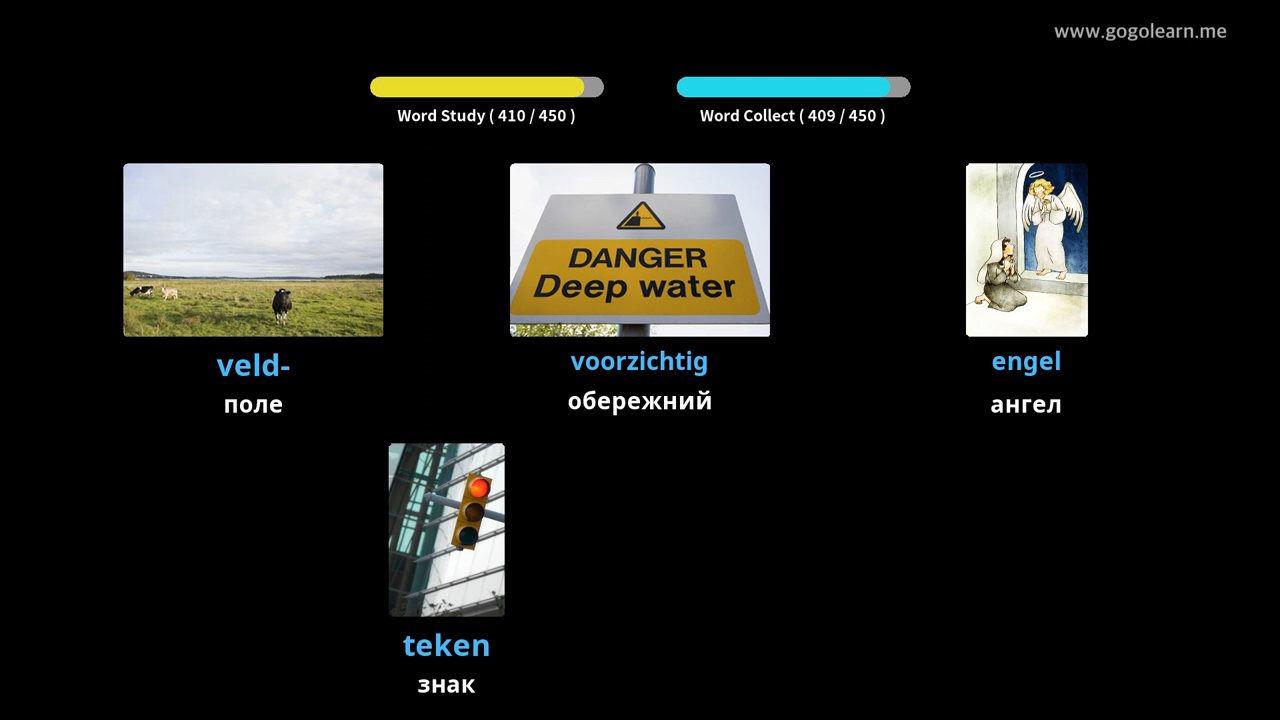 www.gogolearn.me
Word Study ( 410 / 450 )
Word Collect ( 409 / 450 )
DANGER
Deep water
veld-
поле
voorzichtig
обережний
engel
ангел
teken
знак